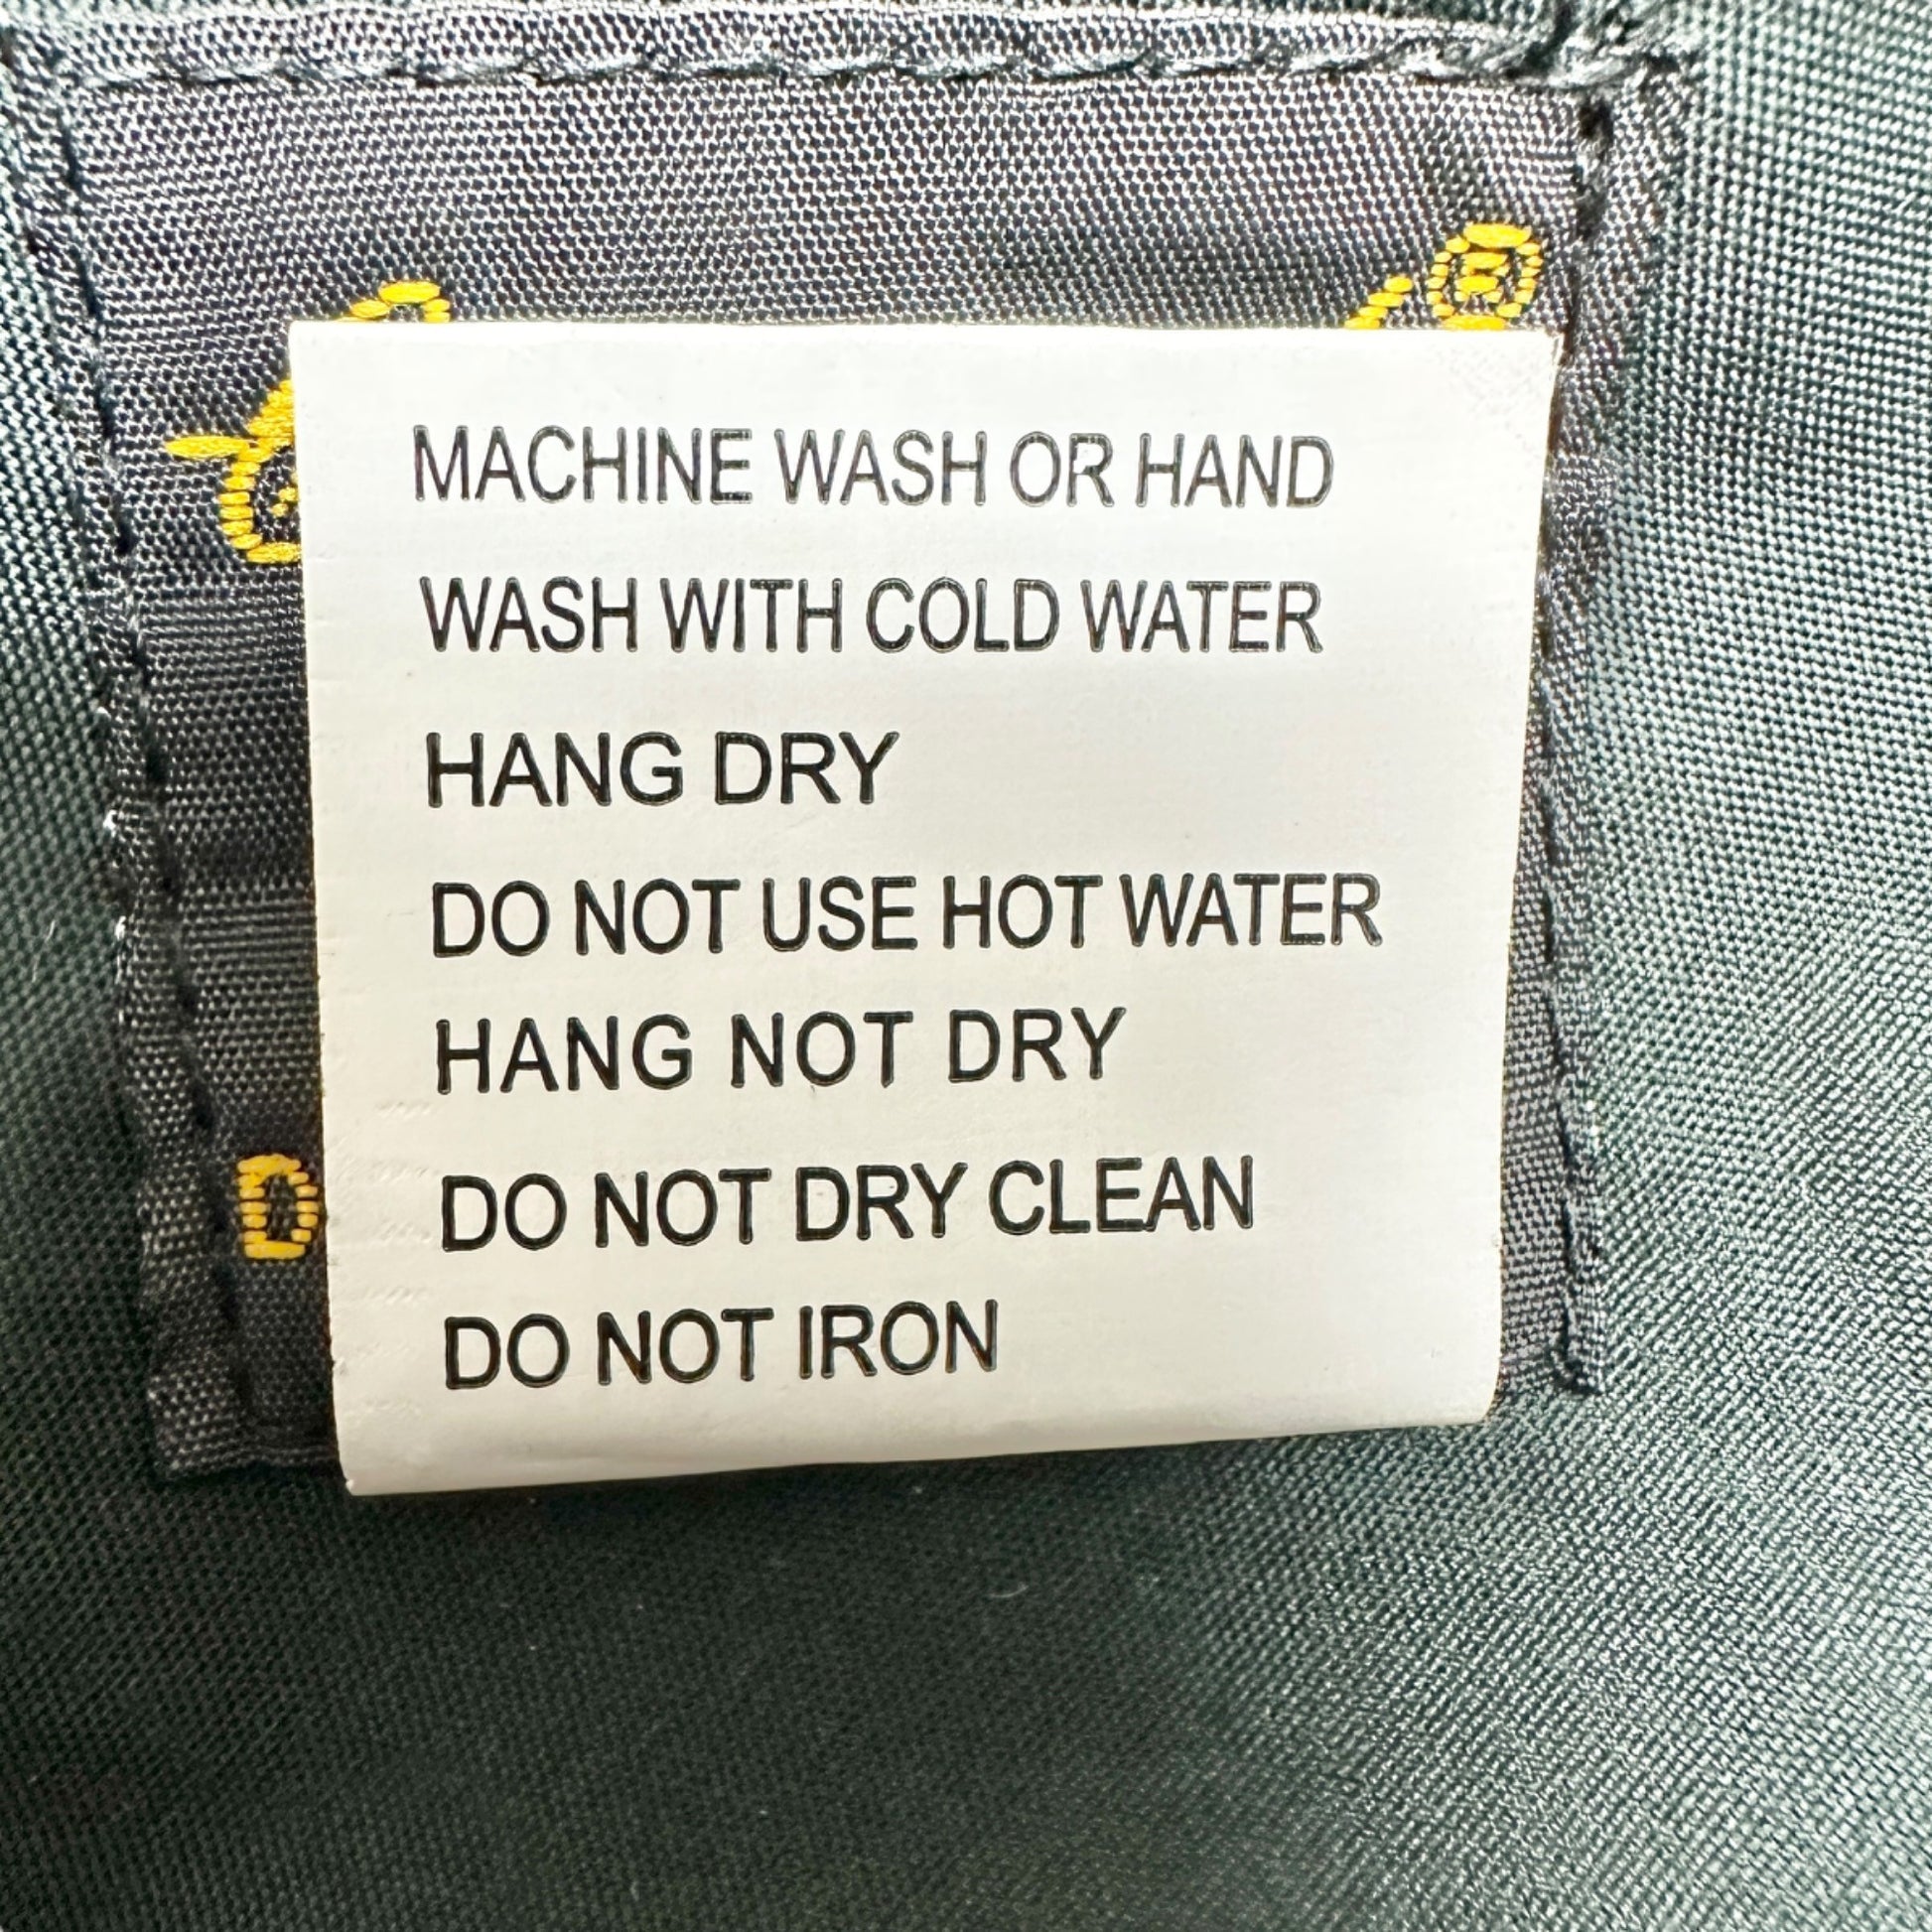 MACHINE WASH OR HAND
WASH WITH COLD WATER
HANG DRY
DO NOT USE HOT WATER
HANG NOT DRY
DO NOT DRY CLEAN
DO NOT IRON